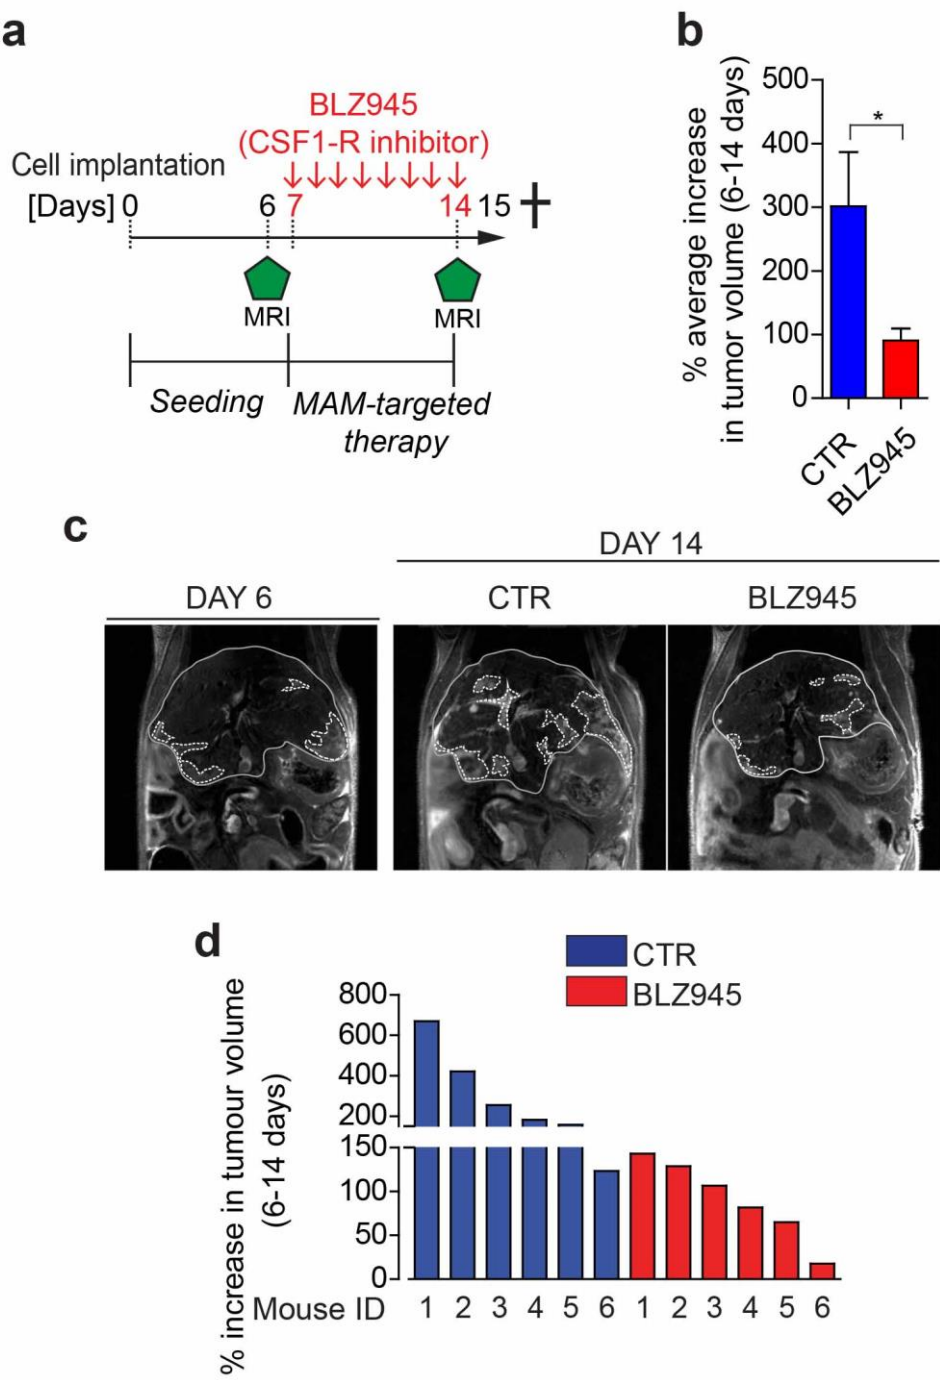 a
BLZ945
(CSF1-R inhibitor)
Cell implantation
[Days] 0 6 7 14 15
MRI MRI
Seeding MAM-targeted
therapy
b
% average increase
in tumor volume (6-14 days)
500
400
300
200
100
0
*
CTR
BLZ945
c
DAY 14
DAY 6 CTR BLZ945
d
CTR
BLZ945
% increase in tumour volume
(6-14 days)
800
600
400
200
150
100
50
0
Mouse ID 1 2 3 4 5 6 1 2 3 4 5 6